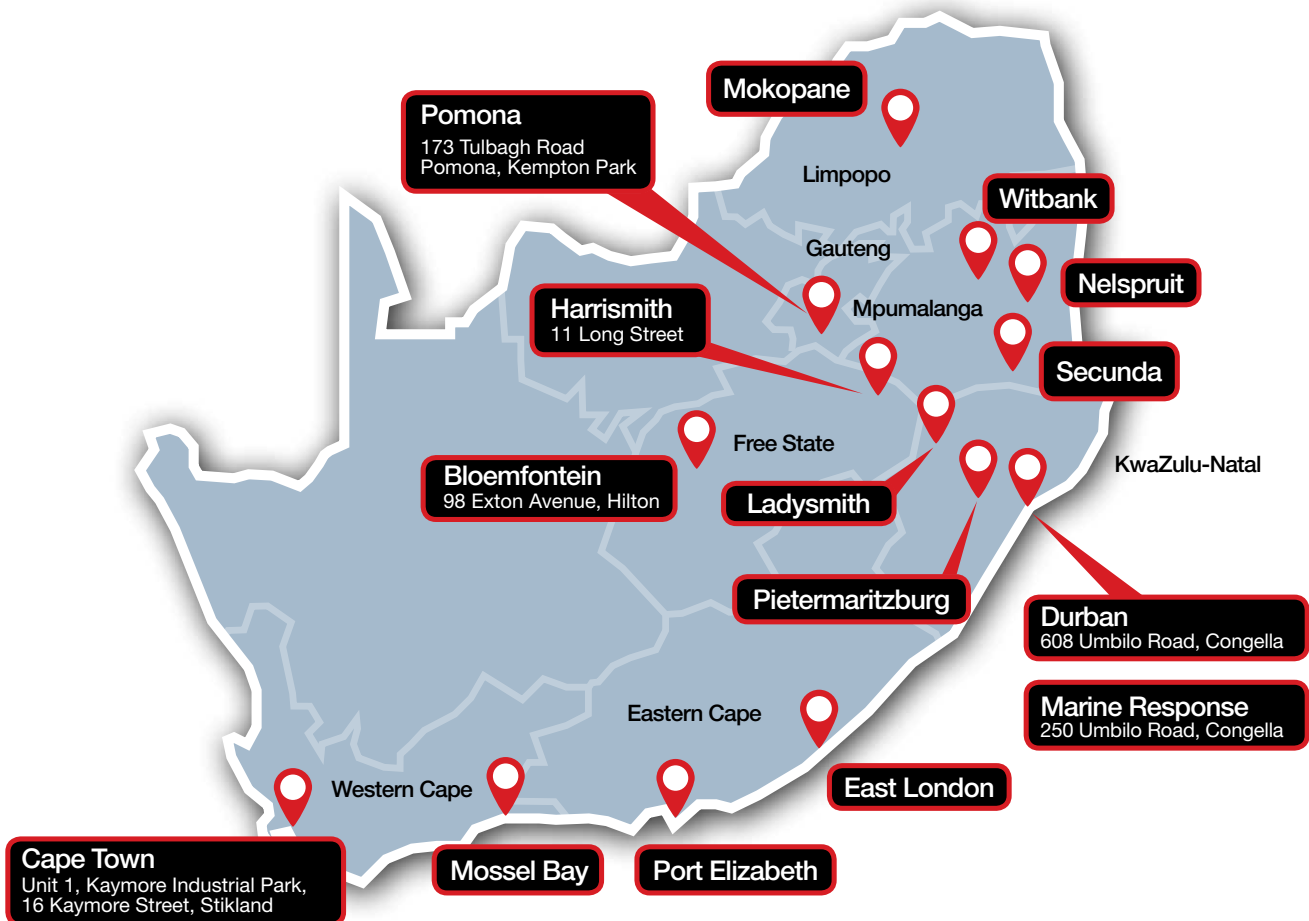 Mokopane
Pomona
173 Tulbagh Road
Pomona, Kempton Park
Limpopo
Witbank
Gauteng
Nelspruit
Harrismith
11 Long Street
Mpumalanga
Secunda
Free State
KwaZulu-Natal
Bloemfontein
98 Exton Avenue, Hilton
Ladysmith
Pietermaritzburg
Durban
608 Umbilo Road, Congella
Marine Response
250 Umbilo Road, Congella
Eastern Cape
East London
Western Cape
Cape Town
Unit 1, Kaymore Industrial Park,
16 Kaymore Street, Stikland
Mossel Bay
Port Elizabeth